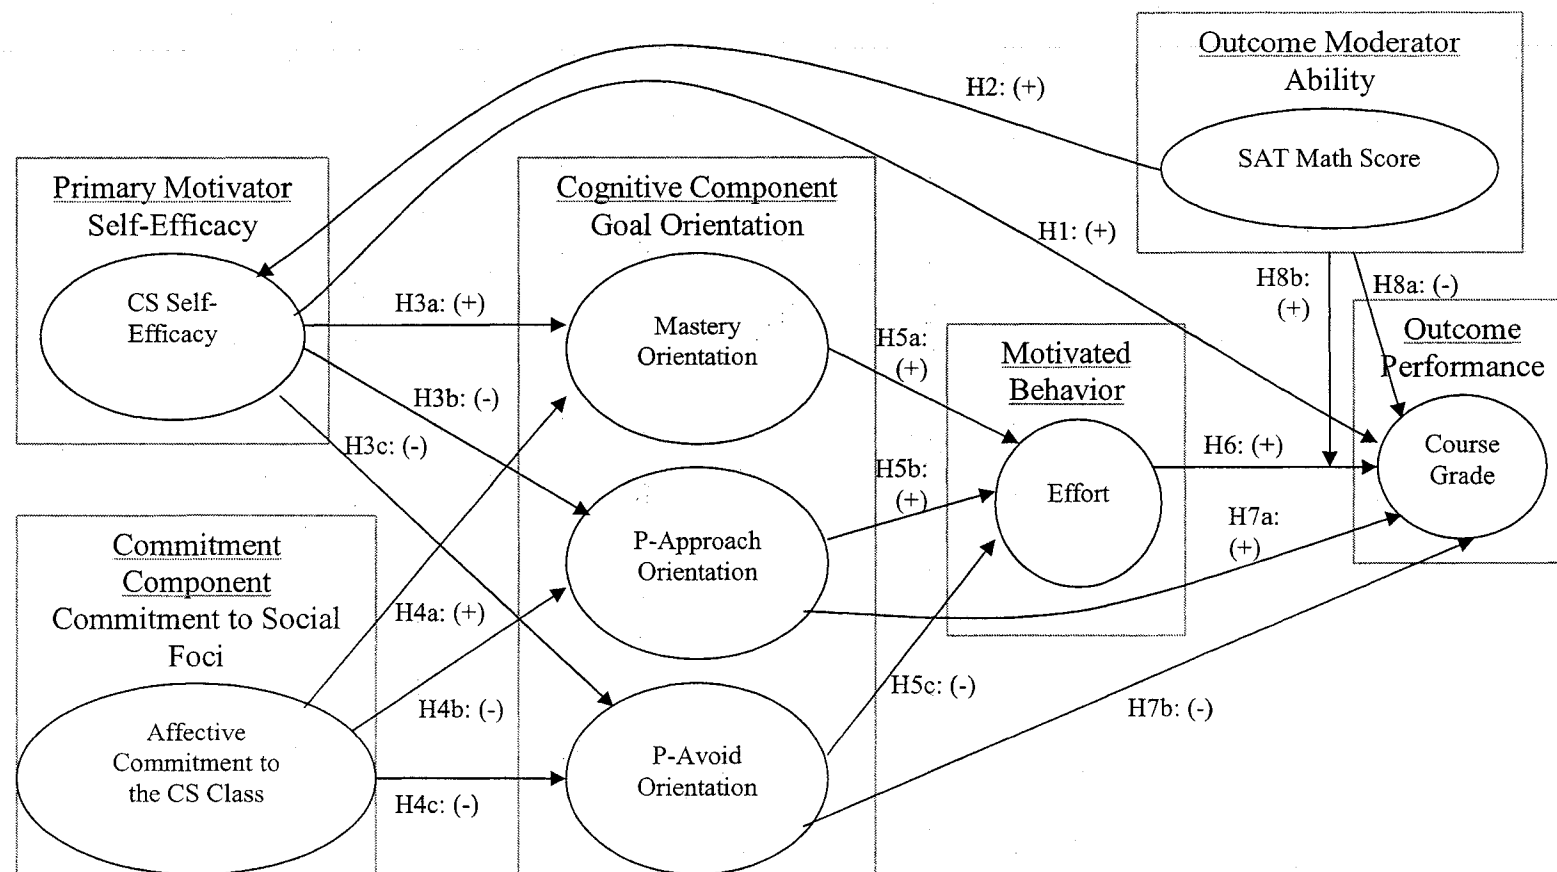 Outcome Moderator
Ability
SAT Math Score
H2: (+)
H1: (+)
H8b:
(+)
H8a: (-)
Primary Motivator
Self-Efficacy
CS Self-
Efficacy
Cognitive Component
Goal Orientation
Mastery
Orientation
P-Approach
Orientation
P-Avoid
Orientation
H3a: (+)
H3b: (-)
H3c: (-)
Commitment
Component
Commitment to Social
Foci
Affective
Commitment to
the CS Class
H4a: (+)
H4b: (-)
H4c: (-)
H5a:
(+)
H5b:
(+)
H5c: (-)
Motivated
Behavior
Effort
H6: (+)
H7a:
(+)
H7b: (-)
Outcome
Performance
Course
Grade